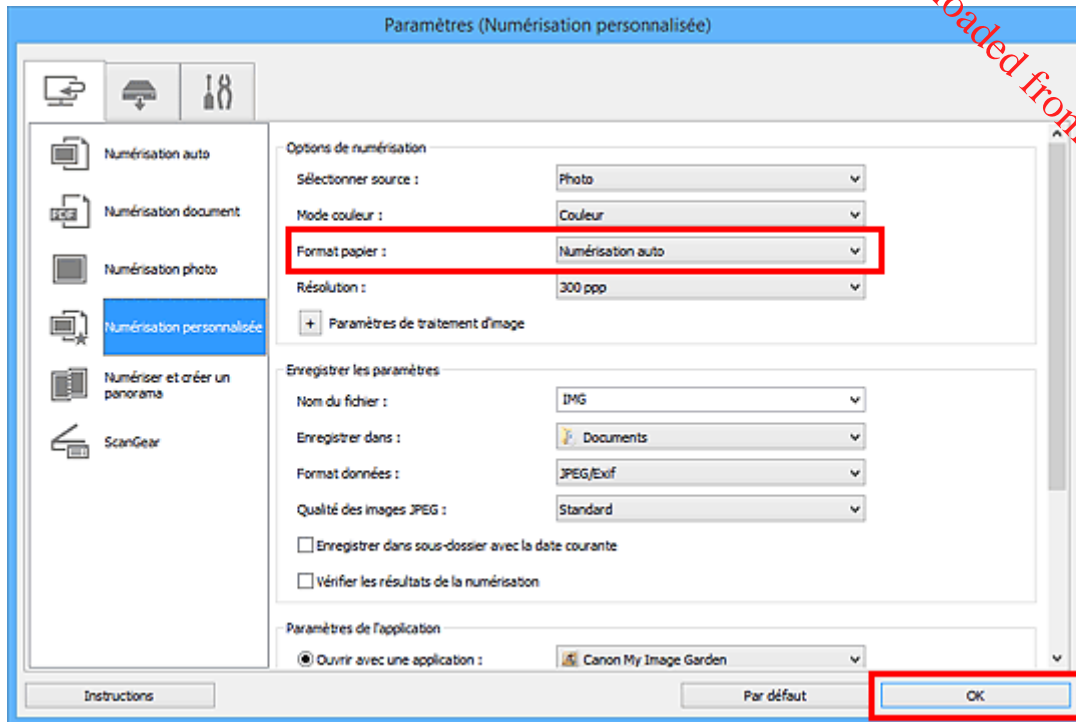 Paramètres (Numérisation personnalisée)
oaded from
Numérisation auto
PDF
Numérisation document
Numérisation photo
Numérisation personnalisée
Numériser et créer un
panorama
ScanGear
Options de numérisation
Sélectionner source : Photo
Mode couleur : Couleur
Format papier : Numérisation auto
Résolution : 300 ppp
+ Paramètres de traitement d'image
Enregistrer les paramètres
Nom du fichier : IMG
Enregistrer dans : Documents
Format données : JPEG/Exif
Qualité des images JPEG : Standard
Enregistrer dans sous-dossier avec la date courante
Vérifier les résultats de la numérisation
Paramètres de l'application
Ouvrir avec une application : Canon My Image Garden
Instructions Par défaut OK